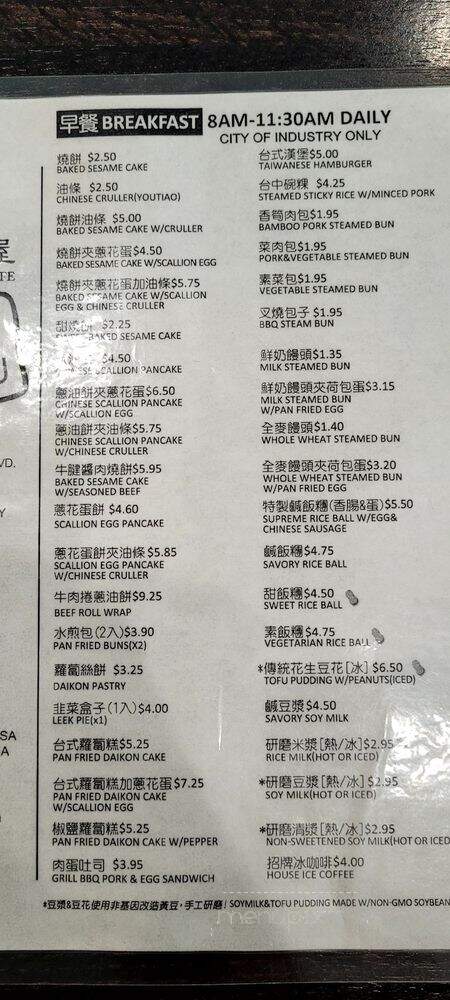 早餐 BREAKFAST 8AM-11:30AM DAILY
CITY OF INDUSTRY ONLY
燒餅 $2.50
BAKED SESAME CAKE
油條 $2.50
CHINESE CRULLER(YOUTIAO)
燒餅油條 $5.00
BAKED SESAME CAKE W/CRULLER
燒餅夾蔥花蛋$4.50
BAKED SESAME CAKE W/SCALLION EGG
燒餅夾蔥花蛋加油條$5.75
BAKED SESAME CAKE W/SCALLION
EGG & CHINESE CRULLER
甜燒餅 $2.25
SWEET BAKED SESAME CAKE
$4.50
SCALLION PANCAKE
蔥油餅夾蔥花蛋$6.50
CHINESE SCALLION PANCAKE
W/SCALLION EGG
蔥油餅夾油條$5.75
CHINESE SCALLION PANCAKE
W/CHINESE CRULLER
牛腱醬肉燒餅$5.95
BAKED SESAME CAKE
W/SEASONED BEEF
蔥花蛋餅 $4.60
SCALLION EGG PANCAKE
蔥花蛋餅夾油條$5.85
SCALLION EGG PANCAKE
W/CHINESE CRULLER
牛肉捲蔥油餅$9.25
BEEF ROLL WRAP
水煎包(2入)$3.90
PAN FRIED BUNS(X2)
蘿蔔絲餅 $3.25
DAIKON PASTRY
韭菜盒子(1入)$4.00
LEEK PIE(x1)
台式蘿蔔糕$5.25
PAN FRIED DAIKON CAKE
台式蘿蔔糕加蔥花蛋$7.25
PAN FRIED DAIKON CAKE
W/SCALLION EGG
椒鹽蘿蔔糕$5.25
PAN FRIED DAIKON CAKE W/PEPPER
肉蛋吐司 $3.95
GRILL BBQ PORK & EGG SANDWICH
台式漢堡$5.00
TAIWANESE HAMBURGER
台中碗粿 $4.25
STEAMED STICKY RICE W/MINCED PORK
香筍肉包$1.95
BAMBOO PORK STEAMED BUN
菜肉包$1.95
PORK&VEGETABLE STEAMED BUN
素菜包$1.95
VEGETABLE STEAMED BUN
叉燒包子 $1.95
BBQ STEAM BUN
鮮奶饅頭$1.35
MILK STEAMED BUN
鮮奶饅頭夾荷包蛋$3.15
MILK STEAMED BUN
W/PAN FRIED EGG
全麥饅頭$1.40
WHOLE WHEAT STEAMED BUN
全麥饅頭夾荷包蛋$3.20
WHOLE WHEAT STEAMED BUN
W/PAN FRIED EGG
特製鹹飯糰(香腸&蛋)$5.50
SUPREME RICE BALL W/EGG&
CHINESE SAUSAGE
鹹飯糰$4.75
SAVORY RICE BALL
甜飯糰$4.50
SWEET RICE BALL
素飯糰$4.75
VEGETARIAN RICE BALL
*傳統花生豆花[冰] $6.50
TOFU PUDDING W/PEANUTS(ICED)
鹹豆漿$4.50
SAVORY SOY MILK
研磨米漿[熱/冰]$2.95
RICE MILK(HOT OR ICED)
*研磨豆漿[熱/冰] $2.95
SOY MILK(HOT OR ICED)
*研磨清漿[熱/冰]$2.95
NON-SWEETENED SOY MILK(HOT OR ICED
招牌冰咖啡$4.00
HOUSE ICE COFFEE
*豆漿&豆花使用非基因改造黃豆,手工研磨! SOYMILK&TOFU PUDDING MADE W/NON-GMO SOYBEAN